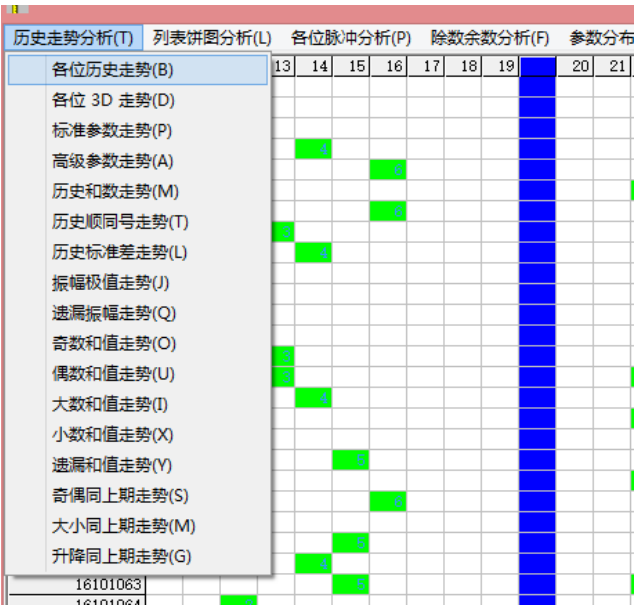 历史走势分析(T) 列表饼图分析(L) 各位脉冲分析(P) 除数余数分析(F) 参数分布
13 14 15 16 17 18 19 20 21
各位历史走势(B)
各位 3D 走势(D)
标准参数走势(P)
4
高级参数走势(A)
6
历史和数走势(M)
6
历史顺同号走势(T)
3
历史标准差走势(L)
4
振幅极值走势(J)
遗漏振幅走势(Q)
奇数和值走势(O)
3
偶数和值走势(U)
3
大数和值走势(I)
4
小数和值走势(X)
遗漏和值走势(Y)
5
奇偶同上期走势(S)
6
大小同上期走势(M)
5
升降同上期走势(G)
4
16101063 5